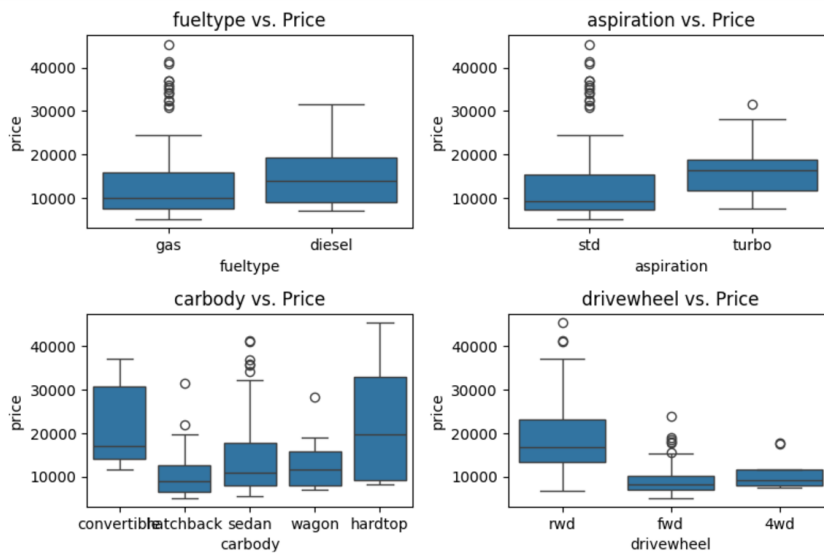 fueltype vs. Price
price
40000
30000
20000
10000
gas diesel
fueltype
aspiration vs. Price
price
40000
30000
20000
10000
std turbo
aspiration
carbody vs. Price
price
40000
30000
20000
10000
convertible hatchback sedan wagon hardtop
carbody
drivewheel vs. Price
price
40000
30000
20000
10000
rwd fwd 4wd
drivewheel